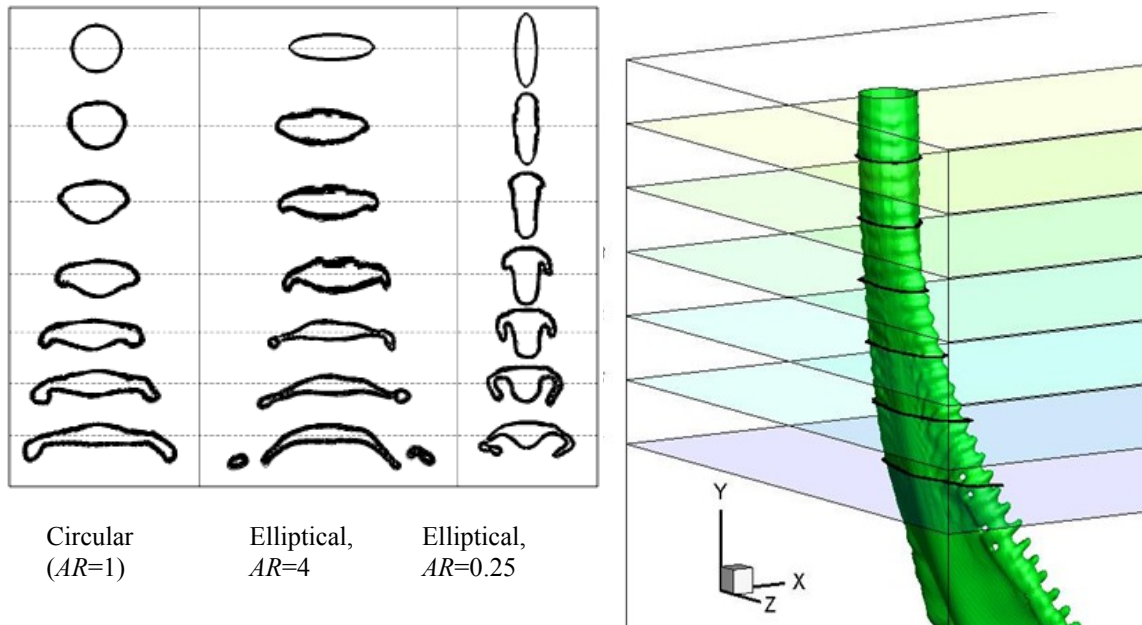 Circular
(AR=1)
Elliptical,
AR=4
Elliptical,
AR=0.25
Y
X
Z